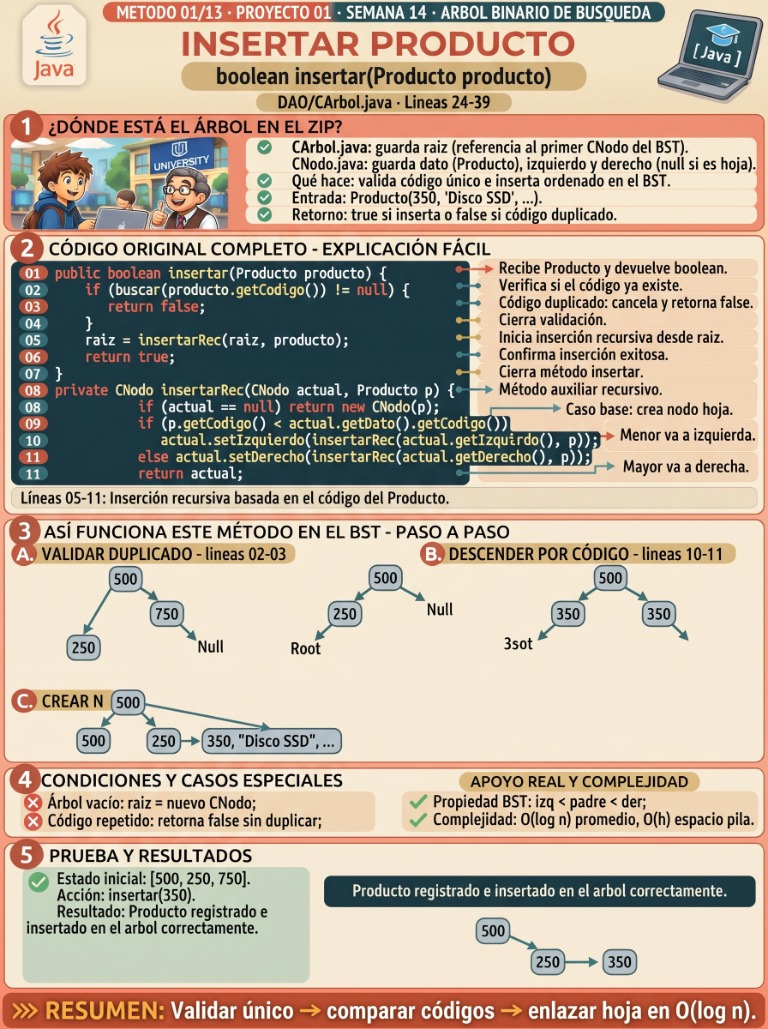 METODO 01/13 · PROYECTO 01 · SEMANA 14 · ARBOL BINARIO DE BUSQUEDA
Java
INSERTAR PRODUCTO
[Java]
boolean insertar(Producto producto)
DAO/CArbol.java · Lineas 24-39
1 ¿DÓNDE ESTÁ EL ÁRBOL EN EL ZIP?
UNIVERSITY
CArbol.java: guarda raiz (referencia al primer CNodo del BST).
CNodo.java: guarda dato (Producto), izquierdo y derecho (null si es hoja).
Qué hace: valida código único e inserta ordenado en el BST.
Entrada: Producto(350, 'Disco SSD', ...).
Retorno: true si inserta o false si código duplicado.
2 CÓDIGO ORIGINAL COMPLETO - EXPLICACIÓN FÁCIL
01 public boolean insertar(Producto producto) { Recibe Producto y devuelve boolean.
02 if (buscar(producto.getCodigo()) != null) { Verifica si el código ya existe.
03 return false; Código duplicado: cancela y retorna false.
04 } Cierra validación.
05 raiz = insertarRec(raiz, producto); Inicia inserción recursiva desde raiz.
06 return true; Confirma inserción exitosa.
07 } Cierra método insertar.
08 private CNodo insertarRec(CNodo actual, Producto p) { Método auxiliar recursivo.
08 if (actual == null) return new CNodo(p); Caso base: crea nodo hoja.
09 if (p.getCodigo() < actual.getDato().getCodigo())
10 actual.setIzquierdo(insertarRec(actual.getIzquirdo(), p)); Menor va a izquierda.
11 else actual.setDerecho(insertarRec(actual.getDerecho(), p));
11 return actual; Mayor va a derecha.
Líneas 05-11: Inserción recursiva basada en el código del Producto.
3 ASÍ FUNCIONA ESTE MÉTODO EN EL BST - PASO A PASO
A. VALIDAR DUPLICADO - lineas 02-03
500
750
250
Null
500
250
Null
Root
B. DESCENDER POR CÓDIGO - lineas 10-11
500
350
350
3sot
C. CREAR N
500
500
250
350, "Disco SSD", ...
4 CONDICIONES Y CASOS ESPECIALES
Árbol vacío: raiz = nuevo CNodo;
Código repetido: retorna false sin duplicar;
APOYO REAL Y COMPLEJIDAD
Propiedad BST: izq < padre < der;
Complejidad: O(log n) promedio, O(h) espacio pila.
5 PRUEBA Y RESULTADOS
Estado inicial: [500, 250, 750].
Acción: insertar(350).
Resultado: Producto registrado e
insertado en el arbol correctamente.
Producto registrado e insertado en el arbol correctamente.
500
250
350
>>> RESUMEN: Validar único → comparar códigos → enlazar hoja en O(log n).